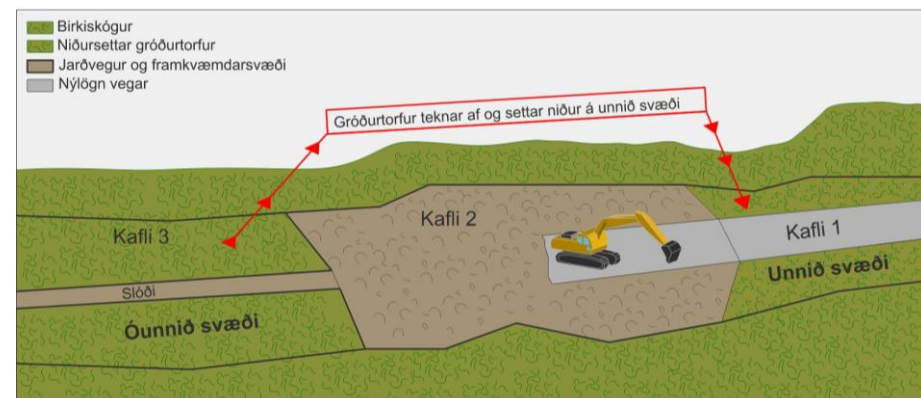 Birkiskógur
Niðursettar gróðurtorfur
Jarðvegur og framkvæmdarsvæði
Nýlögn vegar
Gróðurtorfur teknar af og settar niður á unnið svæði
Kafli 3
Kafli 2
Kafli 1
Slóði
Unnið svæði
Óunnið svæði